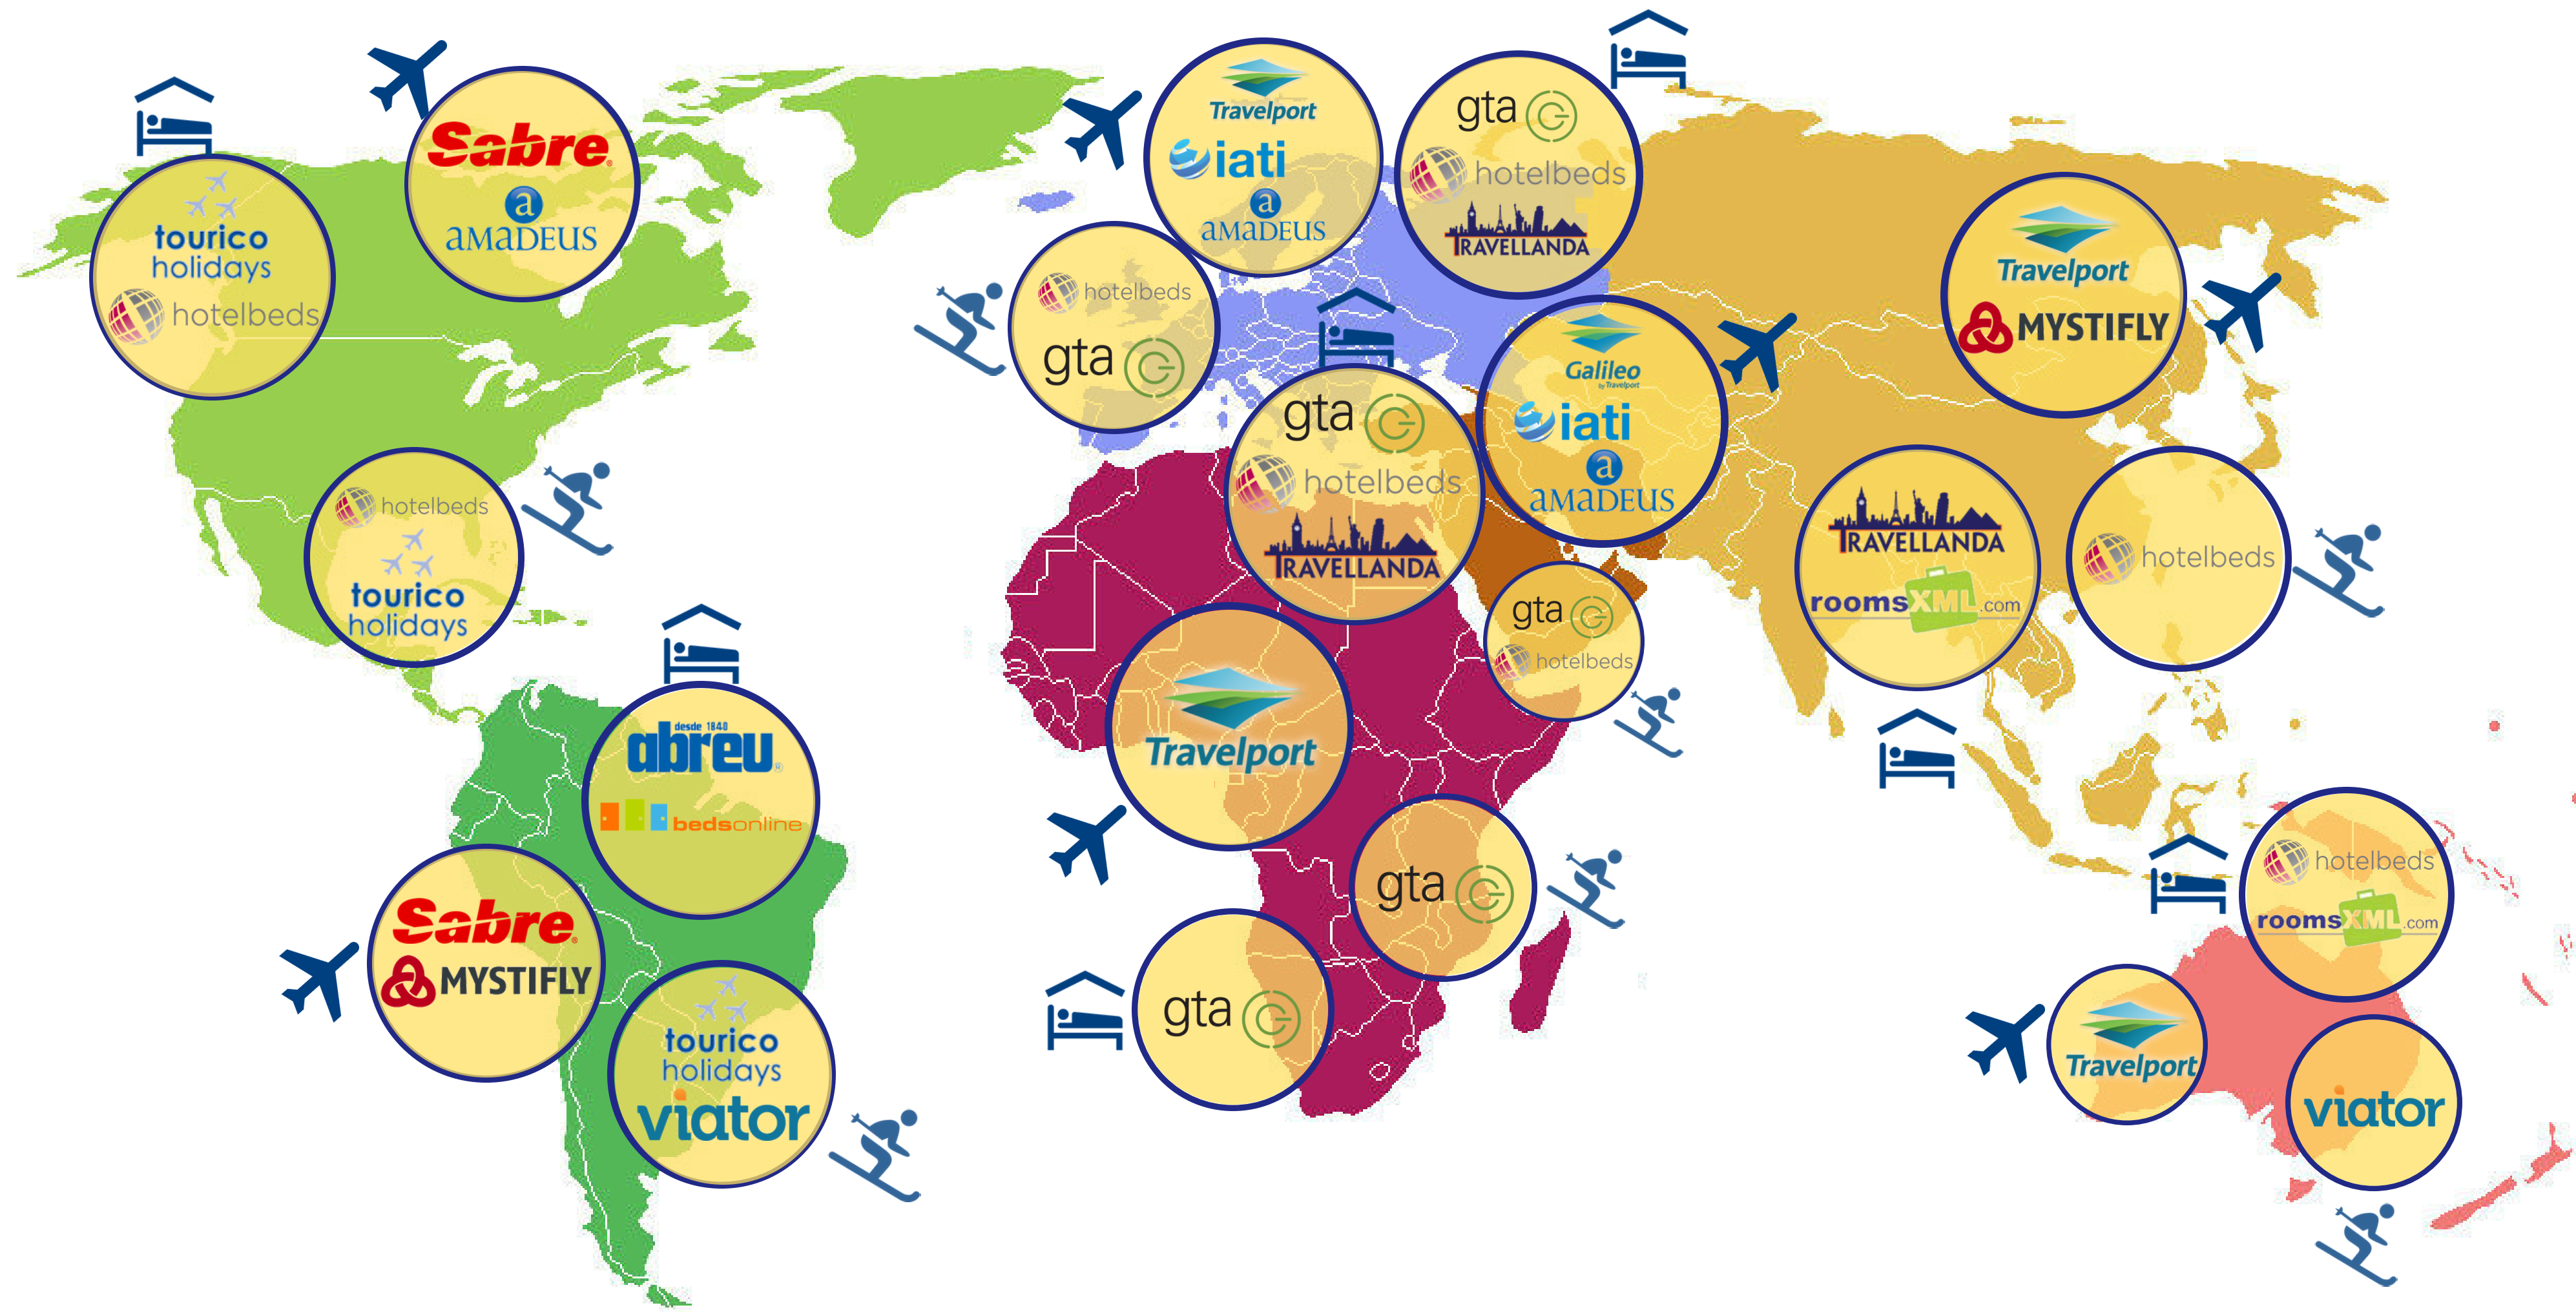 tourico
holidays
hotelbeds
Sabre
amadeus
hotelbeds
tourico
holidays
desde 1840
abreu
bedsonline
Sabre
MYSTIFLY
tourico
holidays
viator
Travelport
iati
amadeus
gta
hotelbeds
TRAVELLANDA
hotelbeds
gta
gta
hotelbeds
TRAVELLANDA
Galileo
by Travelport
iati
amadeus
gta
hotelbeds
Travelport
gta
gta
Travelport
MYSTIFLY
TRAVELLANDA
roomsXML.com
hotelbeds
hotelbeds
roomsXML.com
Travelport
viator